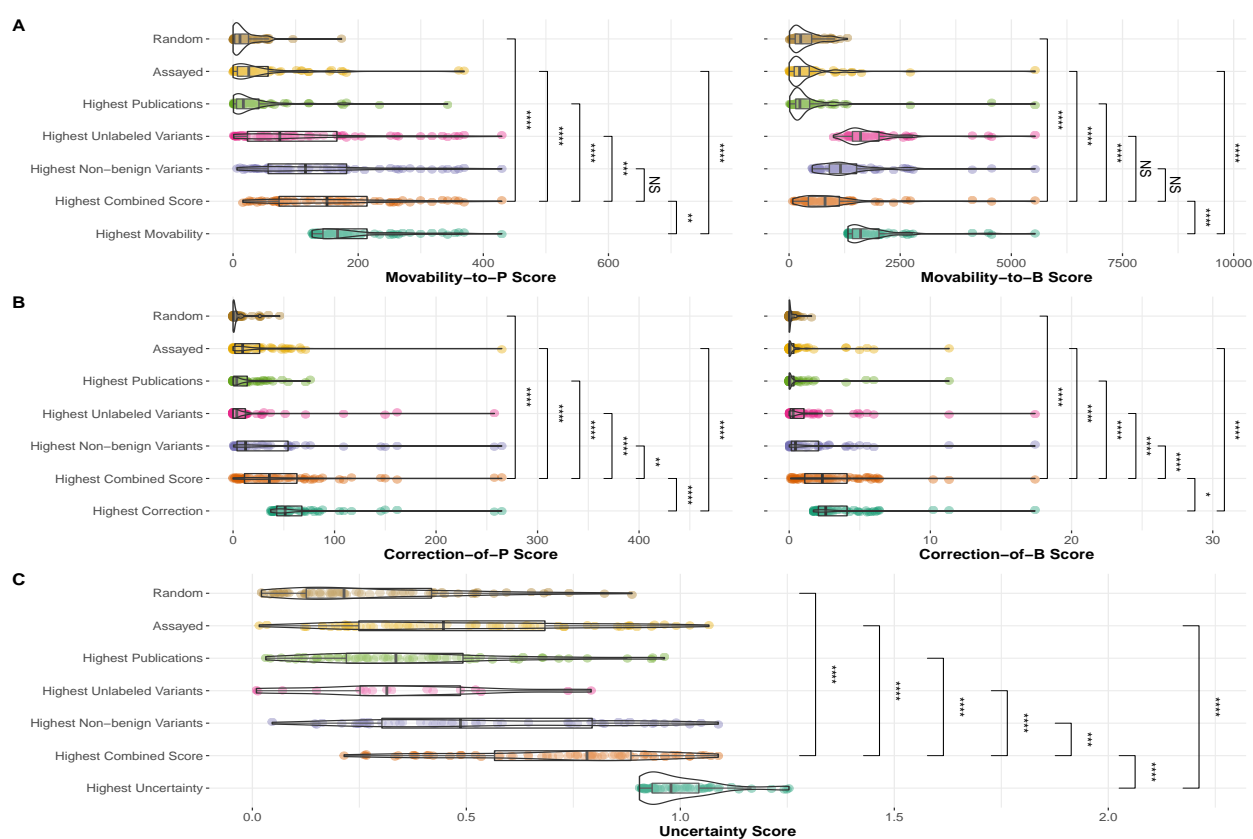 A
Random
Assayed
Highest Publications
Highest Unlabeled Variants
Highest Non−benign Variants
Highest Combined Score
Highest Movability
****
****
****
***
NS
**
****
0 200 400 600
Movability−to−P Score
****
****
****
NS
NS
****
****
0 2500 5000 7500 10000
Movability−to−B Score
B
Random
Assayed
Highest Publications
Highest Unlabeled Variants
Highest Non−benign Variants
Highest Combined Score
Highest Correction
****
****
****
****
**
****
****
0 100 200 300 400
Correction−of−P Score
****
****
****
****
****
*
****
0 10 20 30
Correction−of−B Score
C
Random
Assayed
Highest Publications
Highest Unlabeled Variants
Highest Non−benign Variants
Highest Combined Score
Highest Uncertainty
****
****
****
****
***
****
****
0.0 0.5 1.0 1.5 2.0
Uncertainty Score